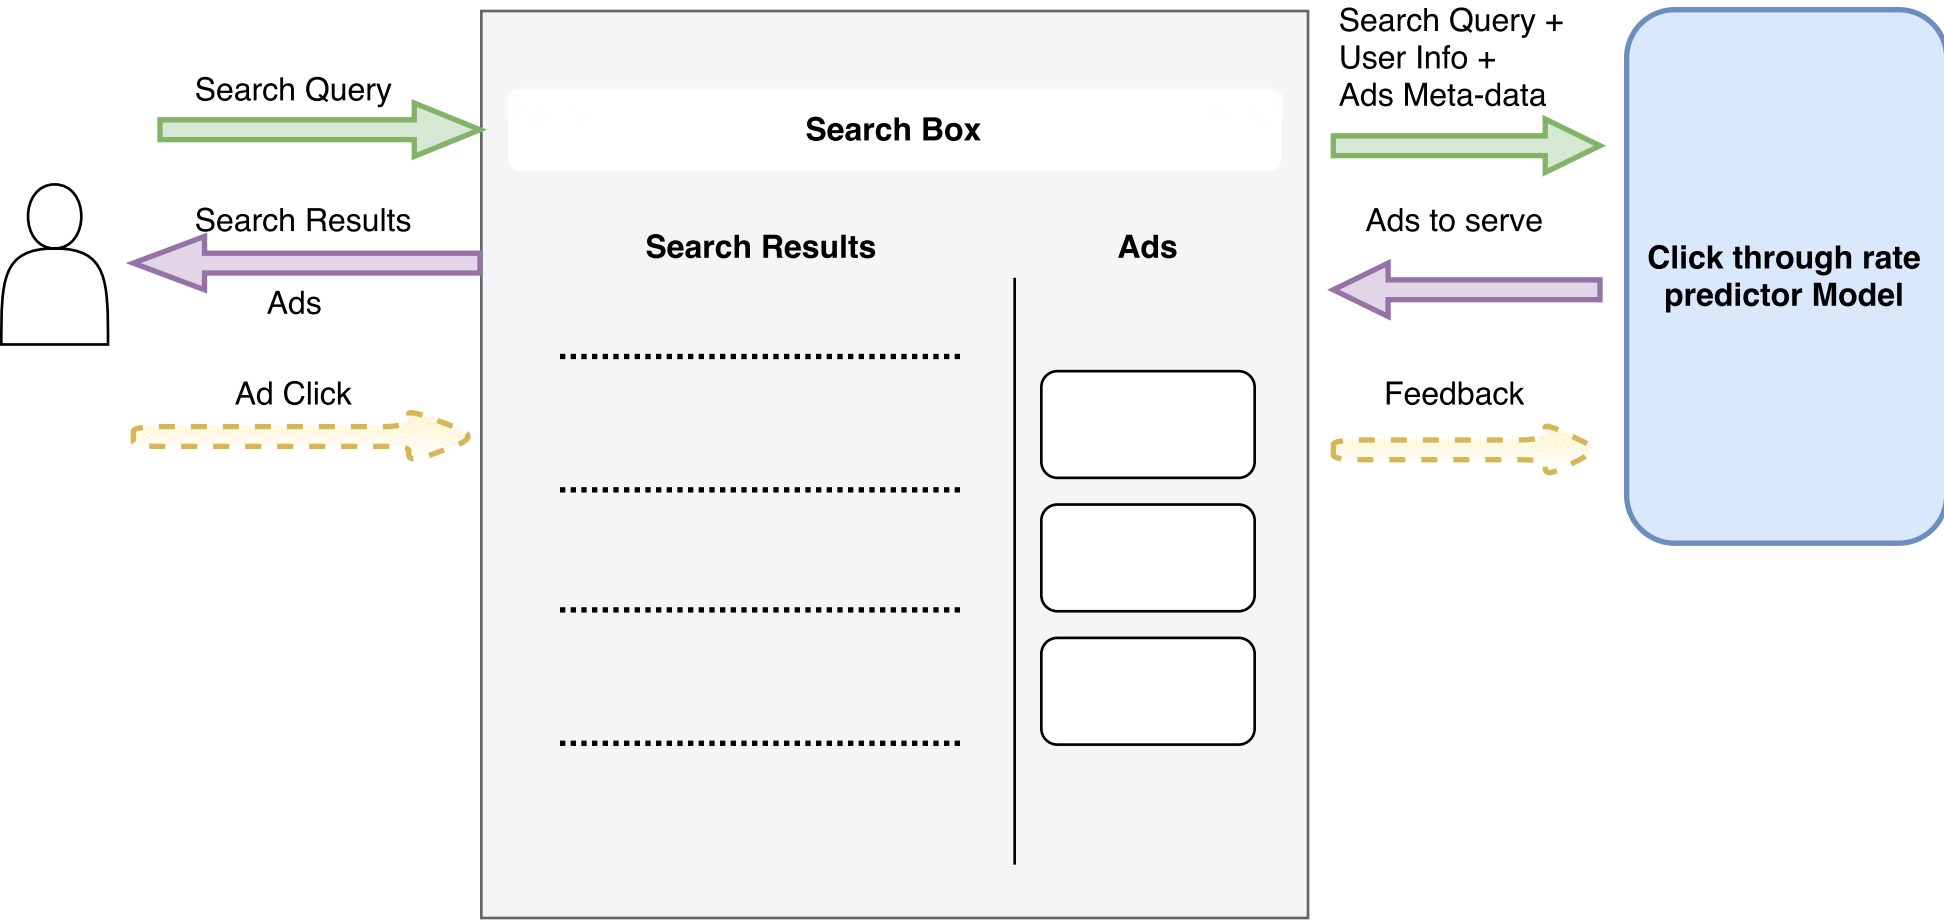 Search Query
Search Results
Ads
Ad Click
Search Box
Search Results
Ads
Search Query +
User Info +
Ads Meta-data
Ads to serve
Feedback
Click through rate
predictor Model